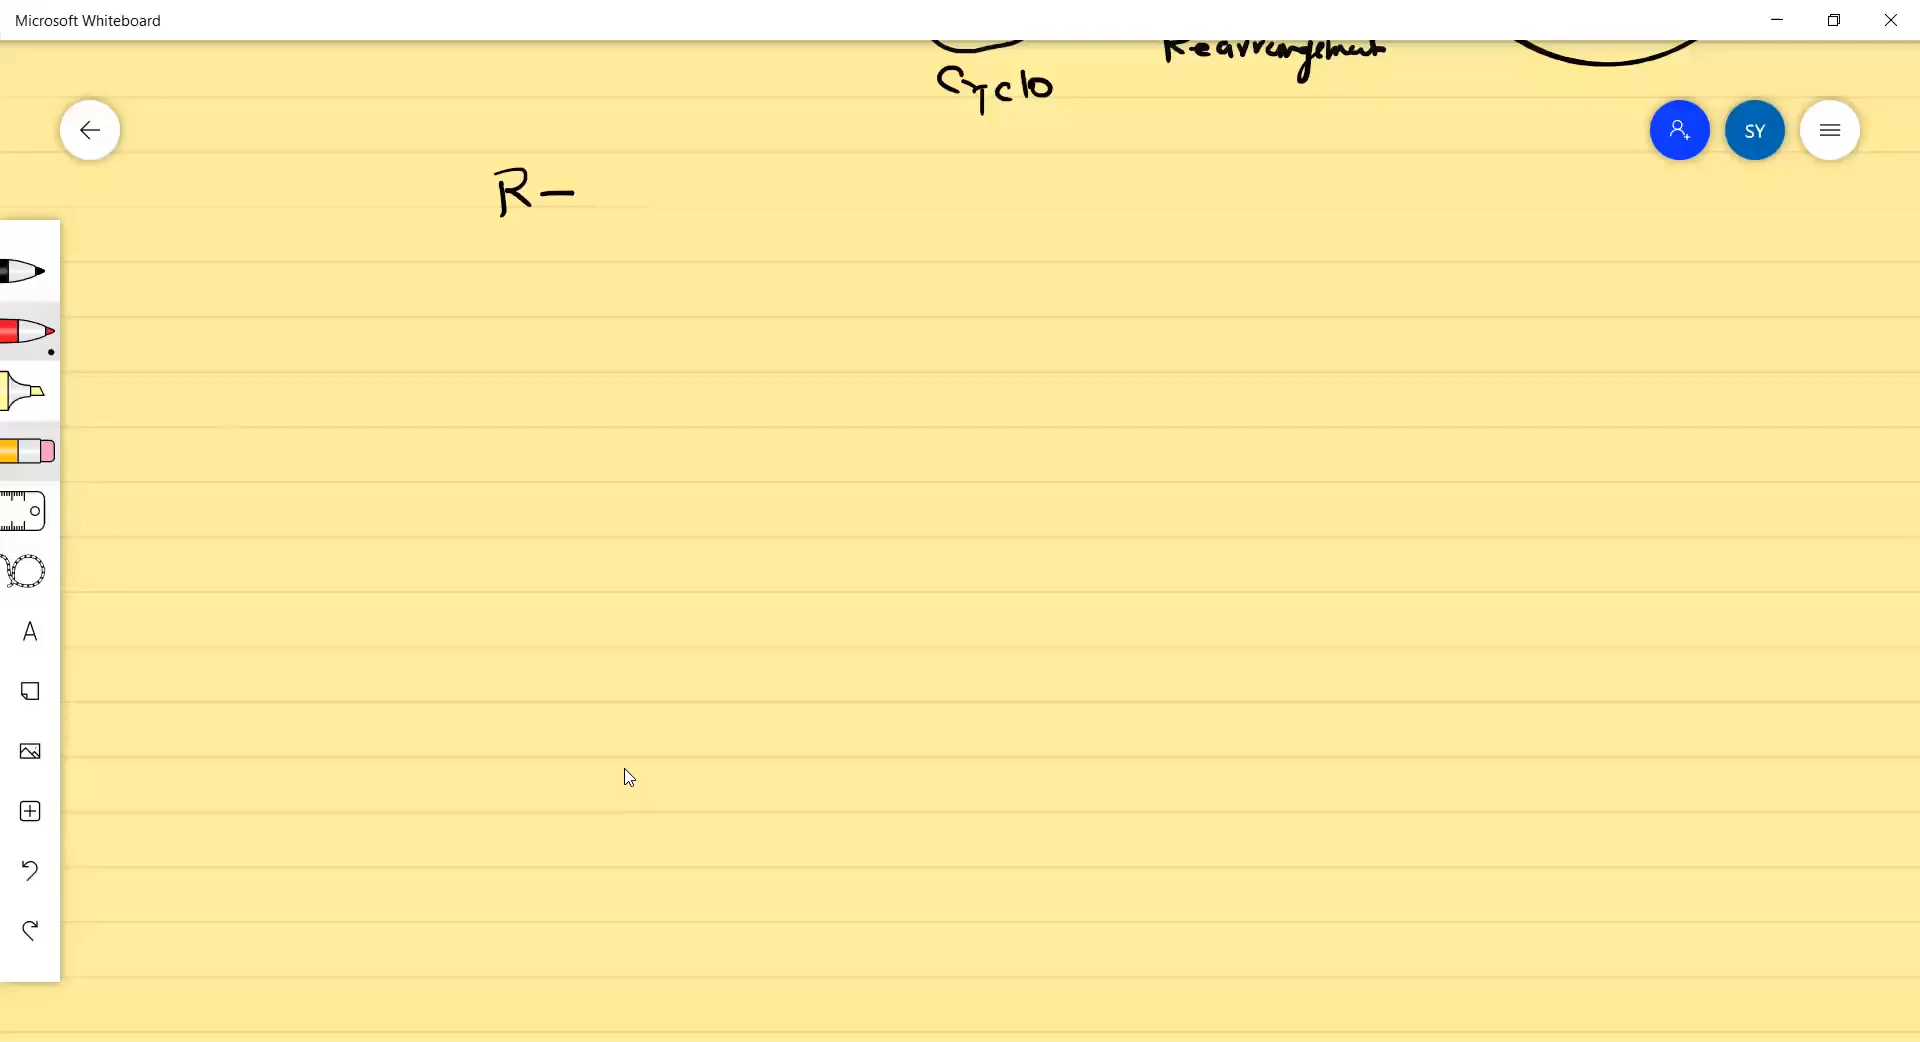 Microsoft Whiteboard
Rearrangement
Cyclo
SY
R-
A